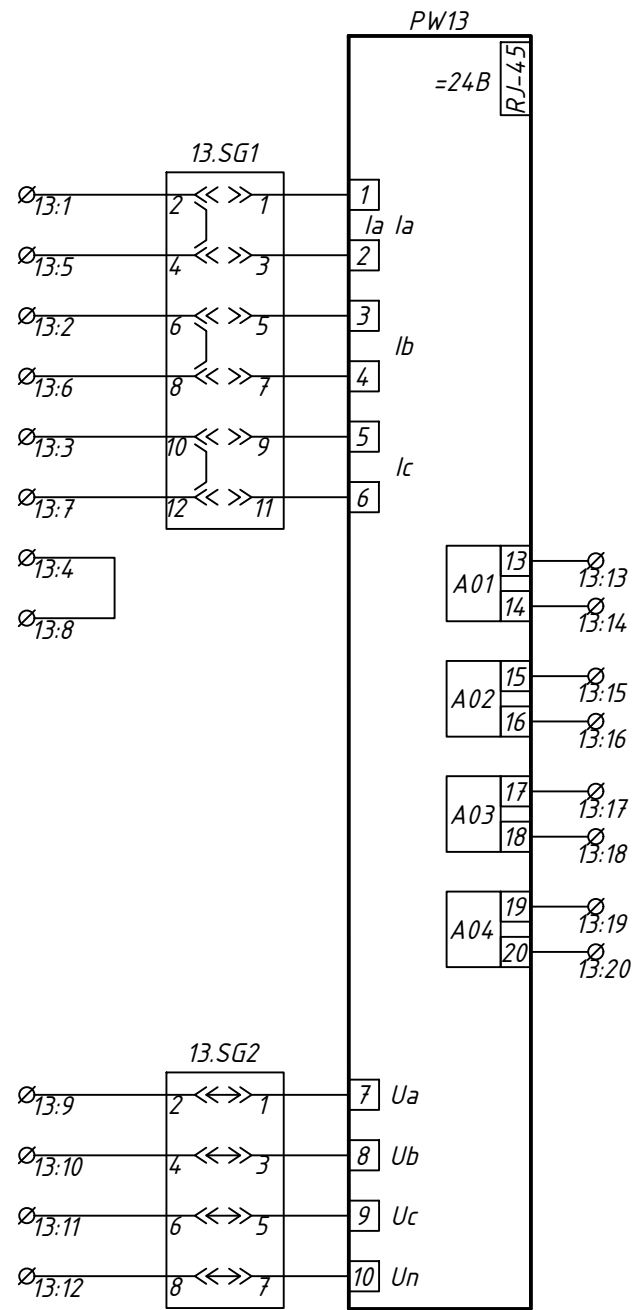 PW13
=24В
RJ-45
13.SG1
13:1 2 1 1
Ia Ia
13:5 4 3 2
13:2 6 5 3
Ib
13:6 8 7 4
13:3 10 9 5
Ic
13:7 12 11 6
13:4
13:8
A01 13 13:13
14 13:14
A02 15 13:15
16 13:16
A03 17 13:17
18 13:18
A04 19 13:19
20 13:20
13.SG2
13:9 2 1 7 Ua
13:10 4 3 8 Ub
13:11 6 5 9 Uc
13:12 8 7 10 Un